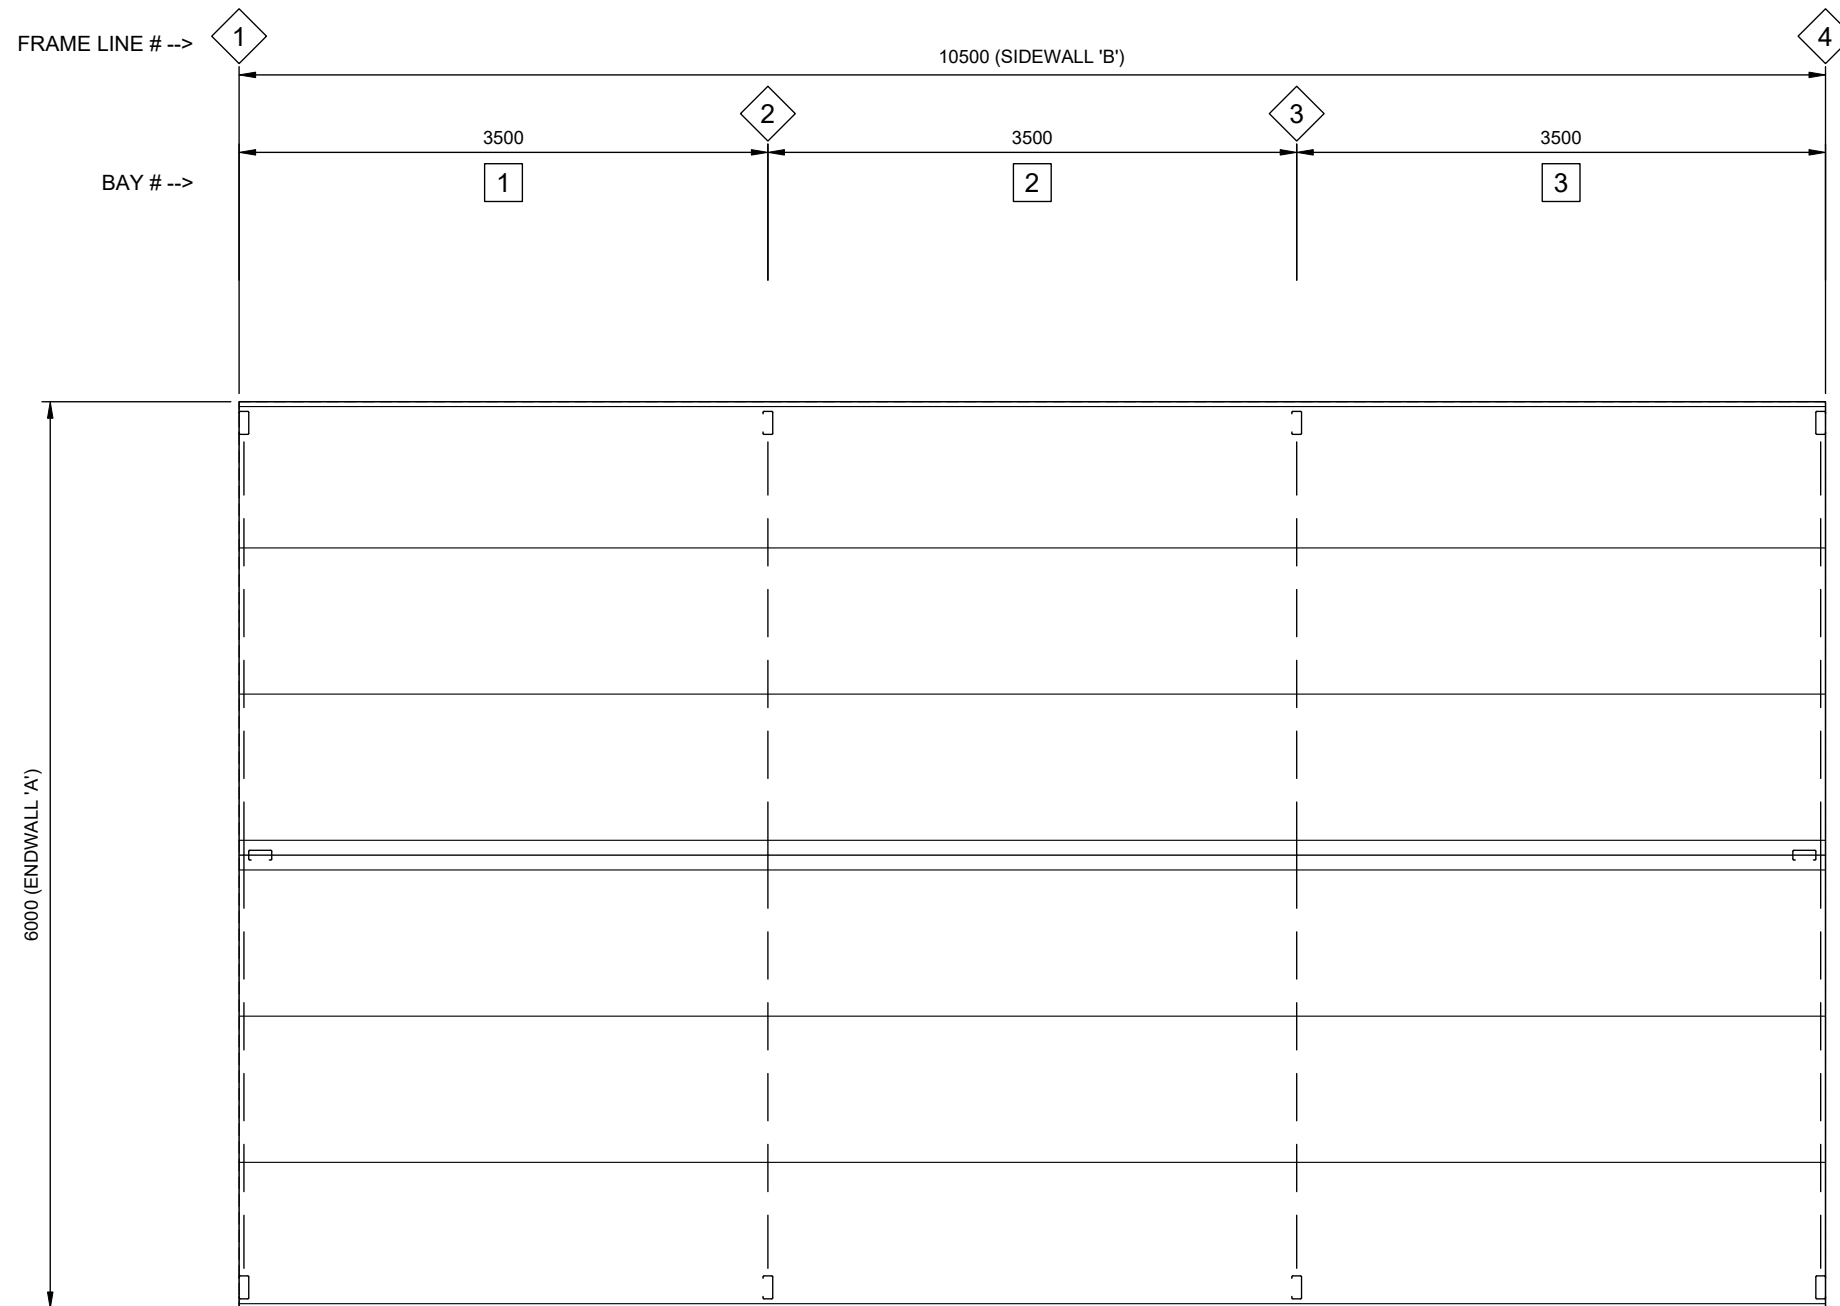 FRAME LINE # -->
1
4
10500 (SIDEWALL 'B')
2
3
3500
3500
3500
BAY # -->
1
2
3
6000 (ENDWALL 'A')